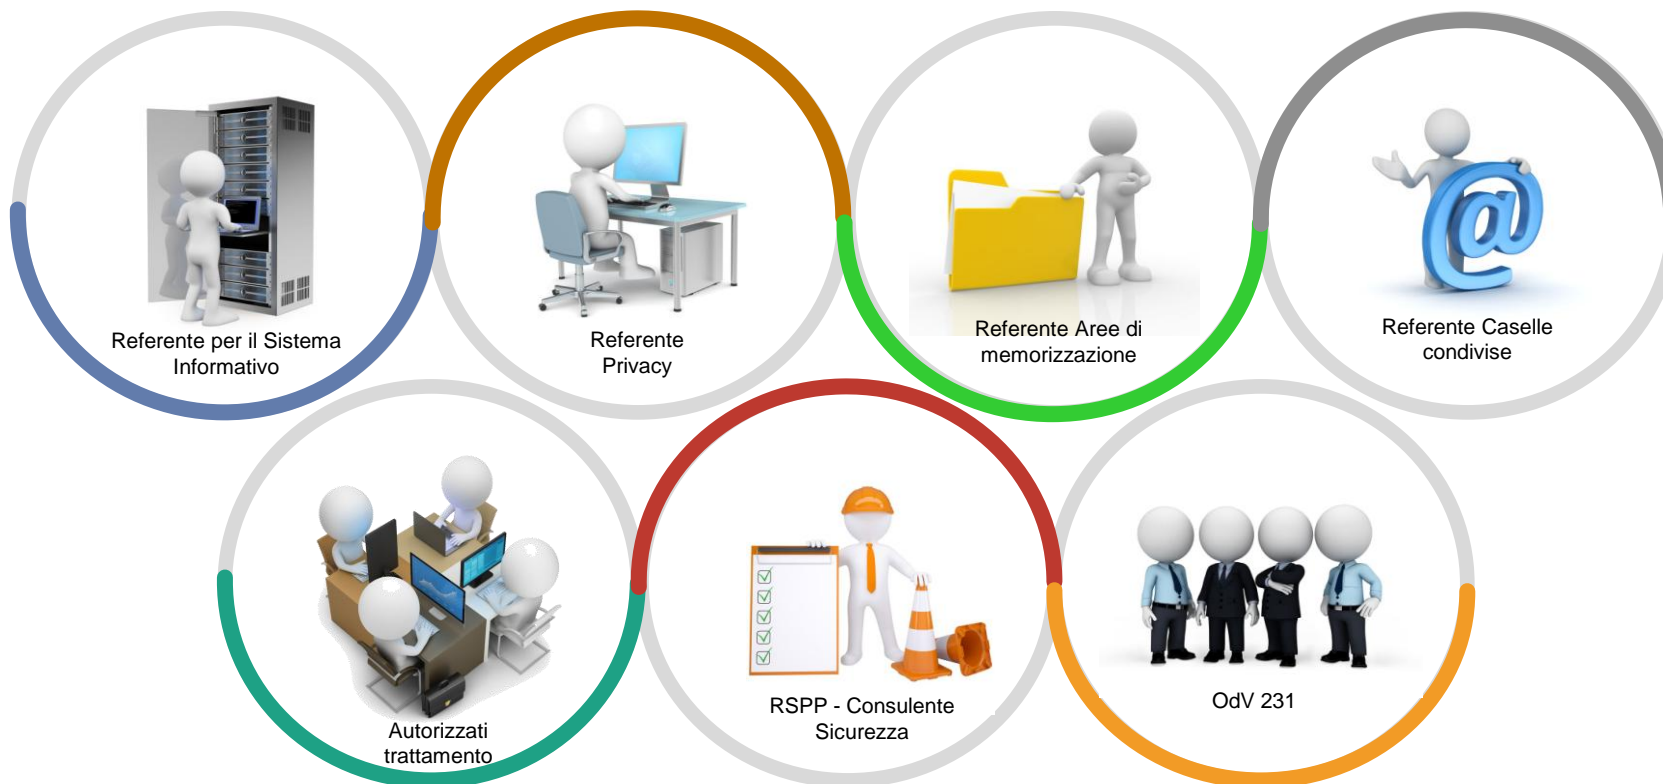 Referente per il Sistema
Informativo
Referente
Privacy
Referente Aree di
memorizzazione
Referente Caselle
condivise
Autorizzati
trattamento
RSPP - Consulente
Sicurezza
OdV 231